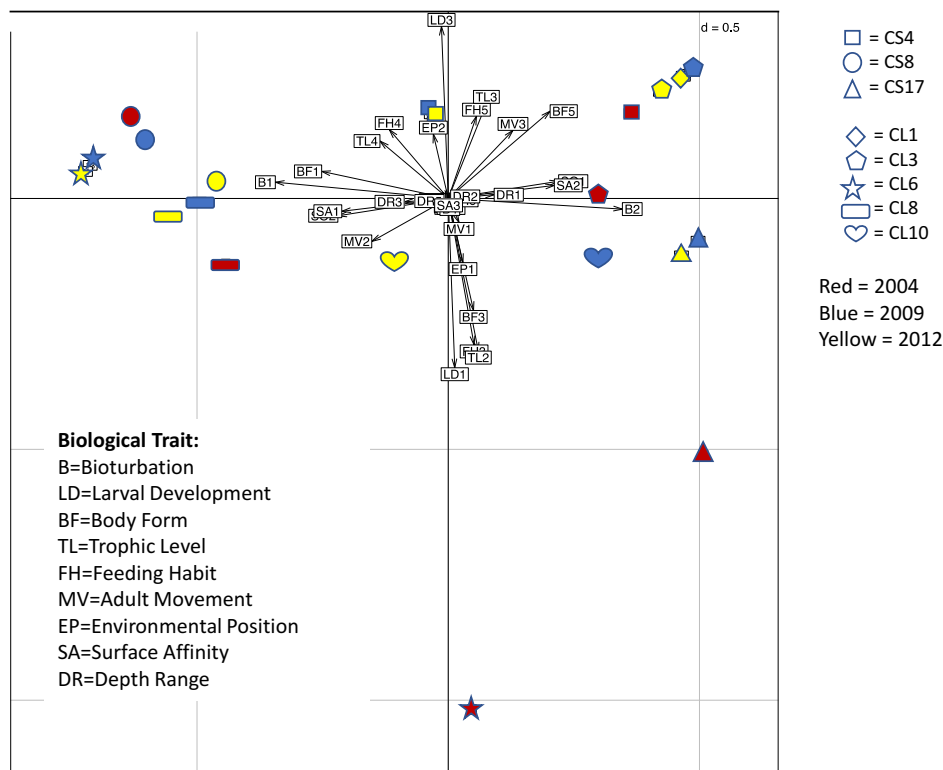 LD3
d = 0.5
TL3
FH5
BF5
MV3
EP2
FH4
TL4
BF1
B1
SA2
DR2
DR1
DR3
DR
SA3
B2
SA1
MV2
MV1
EP1
BF3
TL2
LD1
= CS4
= CS8
= CS17
= CL1
= CL3
= CL6
= CL8
= CL10
Red = 2004
Blue = 2009
Yellow = 2012
Biological Trait:
B=Bioturbation
LD=Larval Development
BF=Body Form
TL=Trophic Level
FH=Feeding Habit
MV=Adult Movement
EP=Environmental Position
SA=Surface Affinity
DR=Depth Range